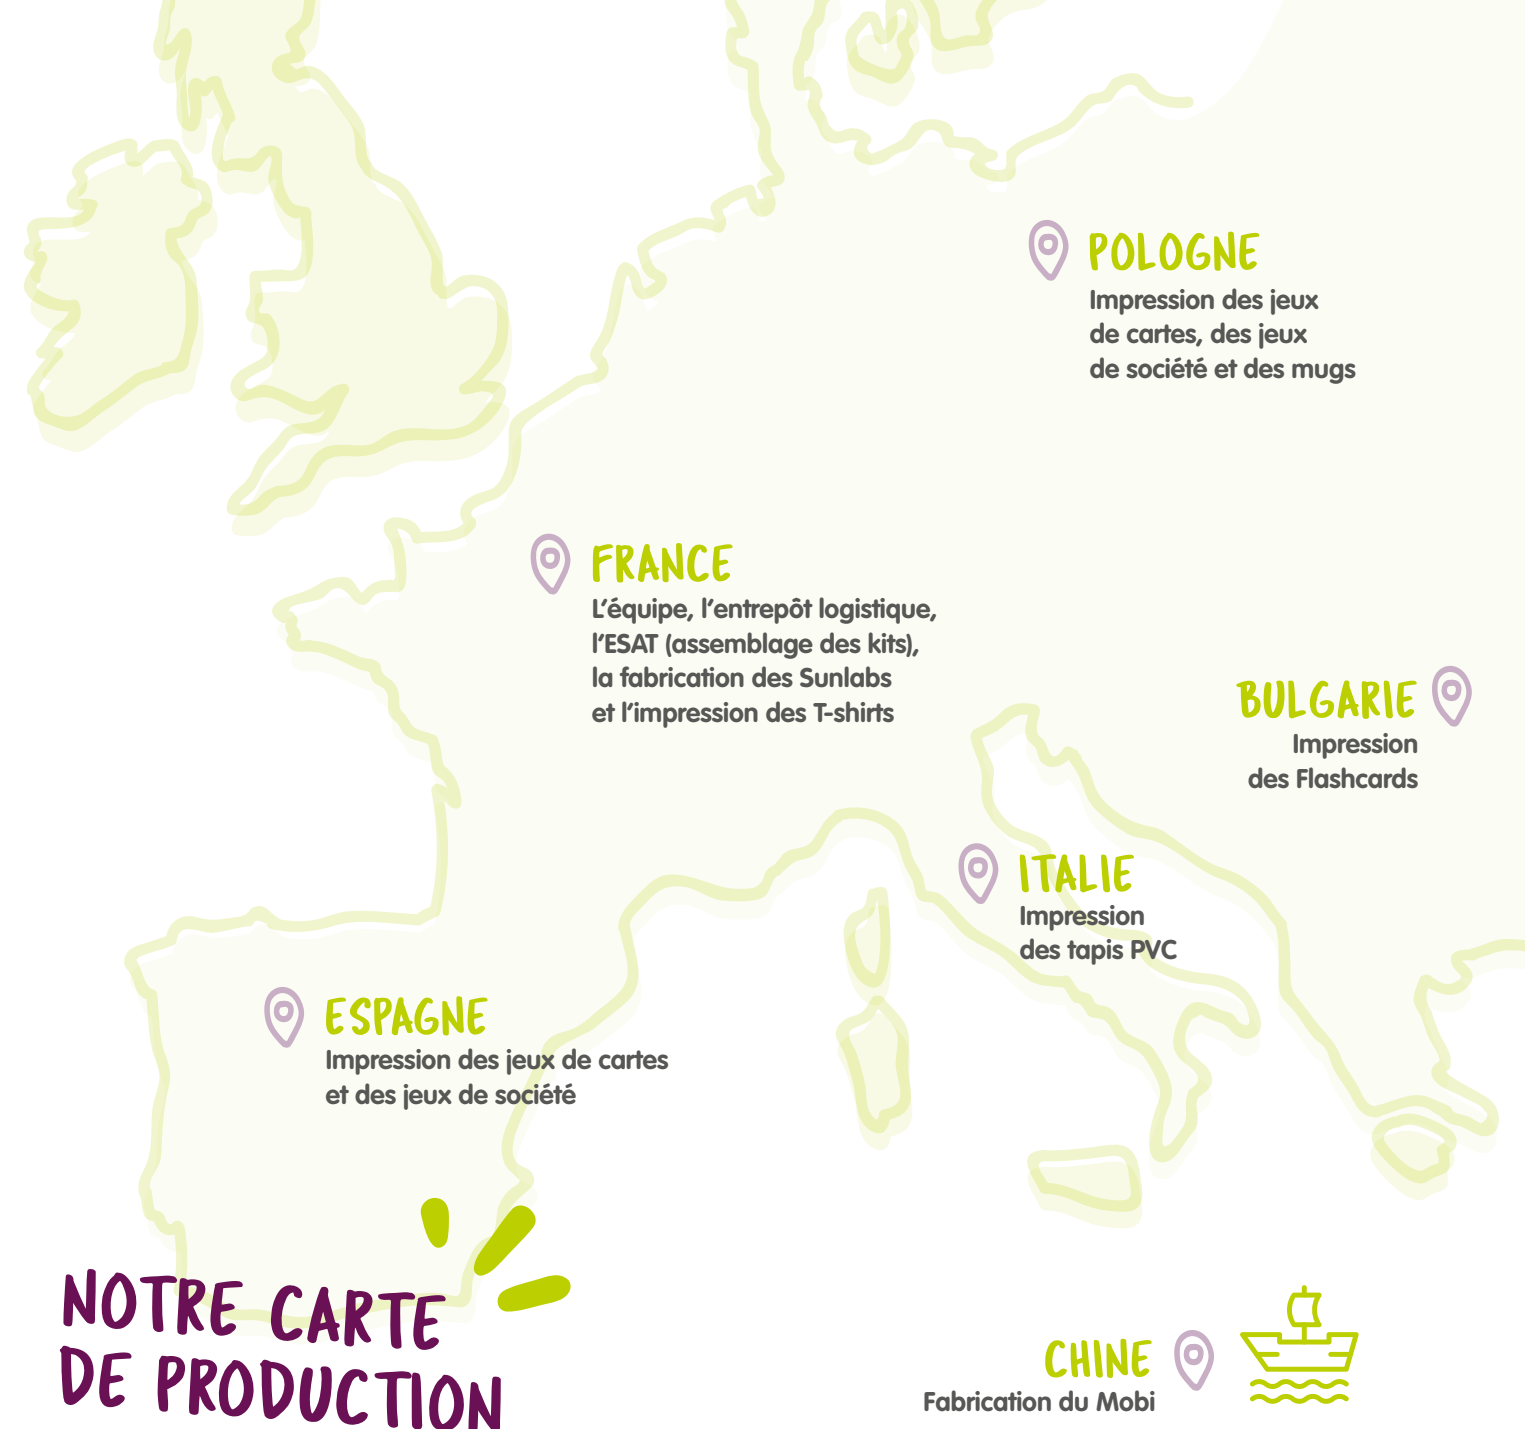 POLOGNE
Impression des jeux
de cartes, des jeux
de société et des mugs
FRANCE
L’équipe, l’entrepôt logistique,
l’ESAT (assemblage des kits),
la fabrication des Sunlabs
et l’impression des T-shirts
BULGARIE
Impression
des Flashcards
ITALIE
Impression
des tapis PVC
ESPAGNE
Impression des jeux de cartes
et des jeux de société
NOTRE CARTE
DE PRODUCTION
CHINE
Fabrication du Mobi